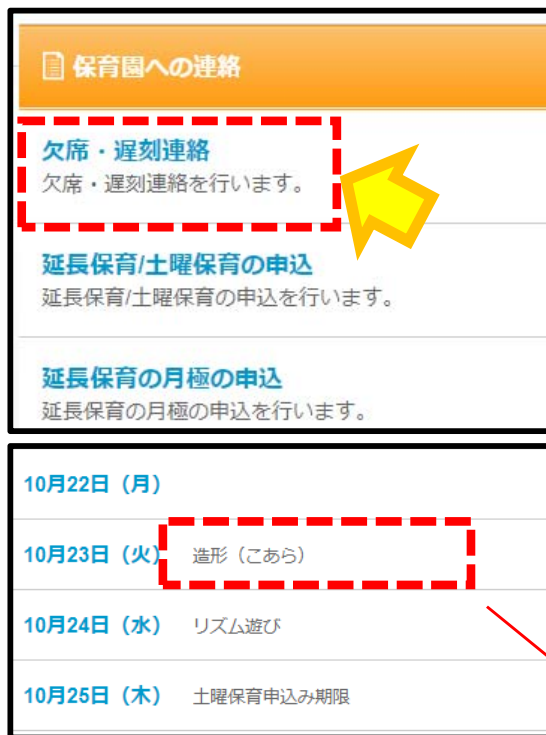 保育園への連絡
欠席・遅刻連絡
欠席・遅刻連絡を行います。
延長保育/土曜保育の申込
延長保育/土曜保育の申込を行います。
延長保育の月極の申込
延長保育の月極の申込を行います。
10月22日（月）
10月23日（火） 造形（こあら）
10月24日（水） リズム遊び
10月25日（木） 土曜保育申込み期限